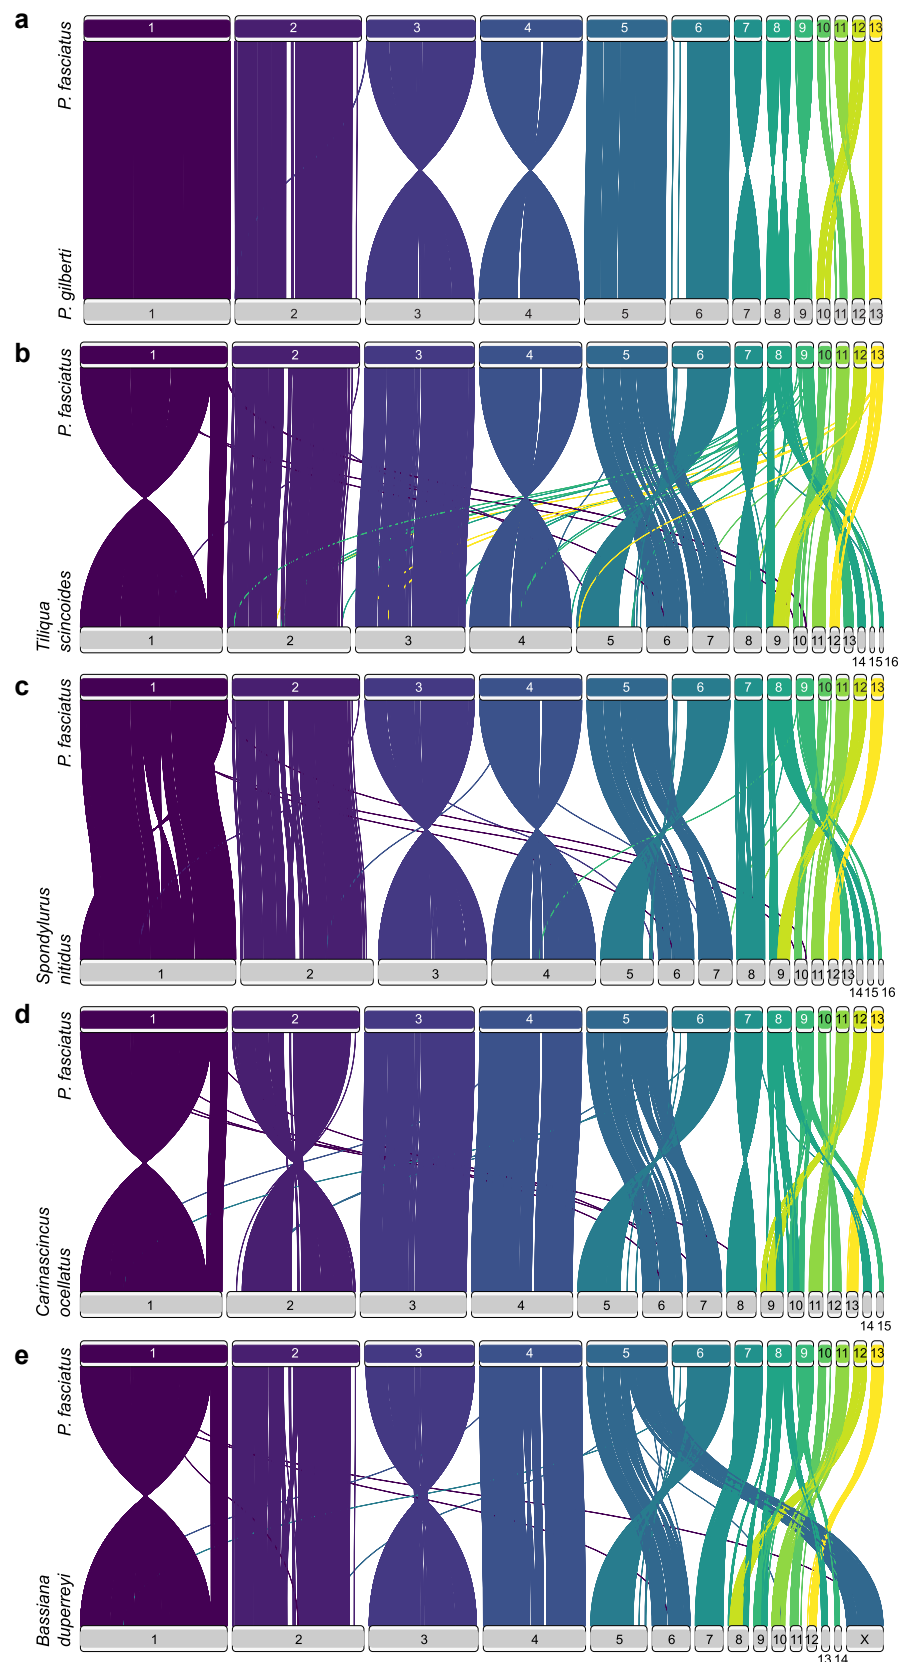 a
P. fasciatus
1 2 3 4 5 6 7 8 9 10 11 12 13
P. gilberti
1 2 3 4 5 6 7 8 9 10 11 12 13
b
P. fasciatus
1 2 3 4 5 6 7 8 9 10 11 12 13
Tiliqua
scincoides
1 2 3 4 5 6 7 8 9 10 11 12 13
14 15 16
c
P. fasciatus
1 2 3 4 5 6 7 8 9 10 11 12 13
Spondylurus
nitidus
1 2 3 4 5 6 7 8 9 10 11 12 13
14 15 16
d
P. fasciatus
1 2 3 4 5 6 7 8 9 10 11 12 13
Carinascincus
ocellatus
1 2 3 4 5 6 7 8 9 10 11 12 13
14 15
e
P. fasciatus
1 2 3 4 5 6 7 8 9 10 11 12 13
Bassiana
duperreyi
1 2 3 4 5 6 7 8 9 10 11 12 X
13 14